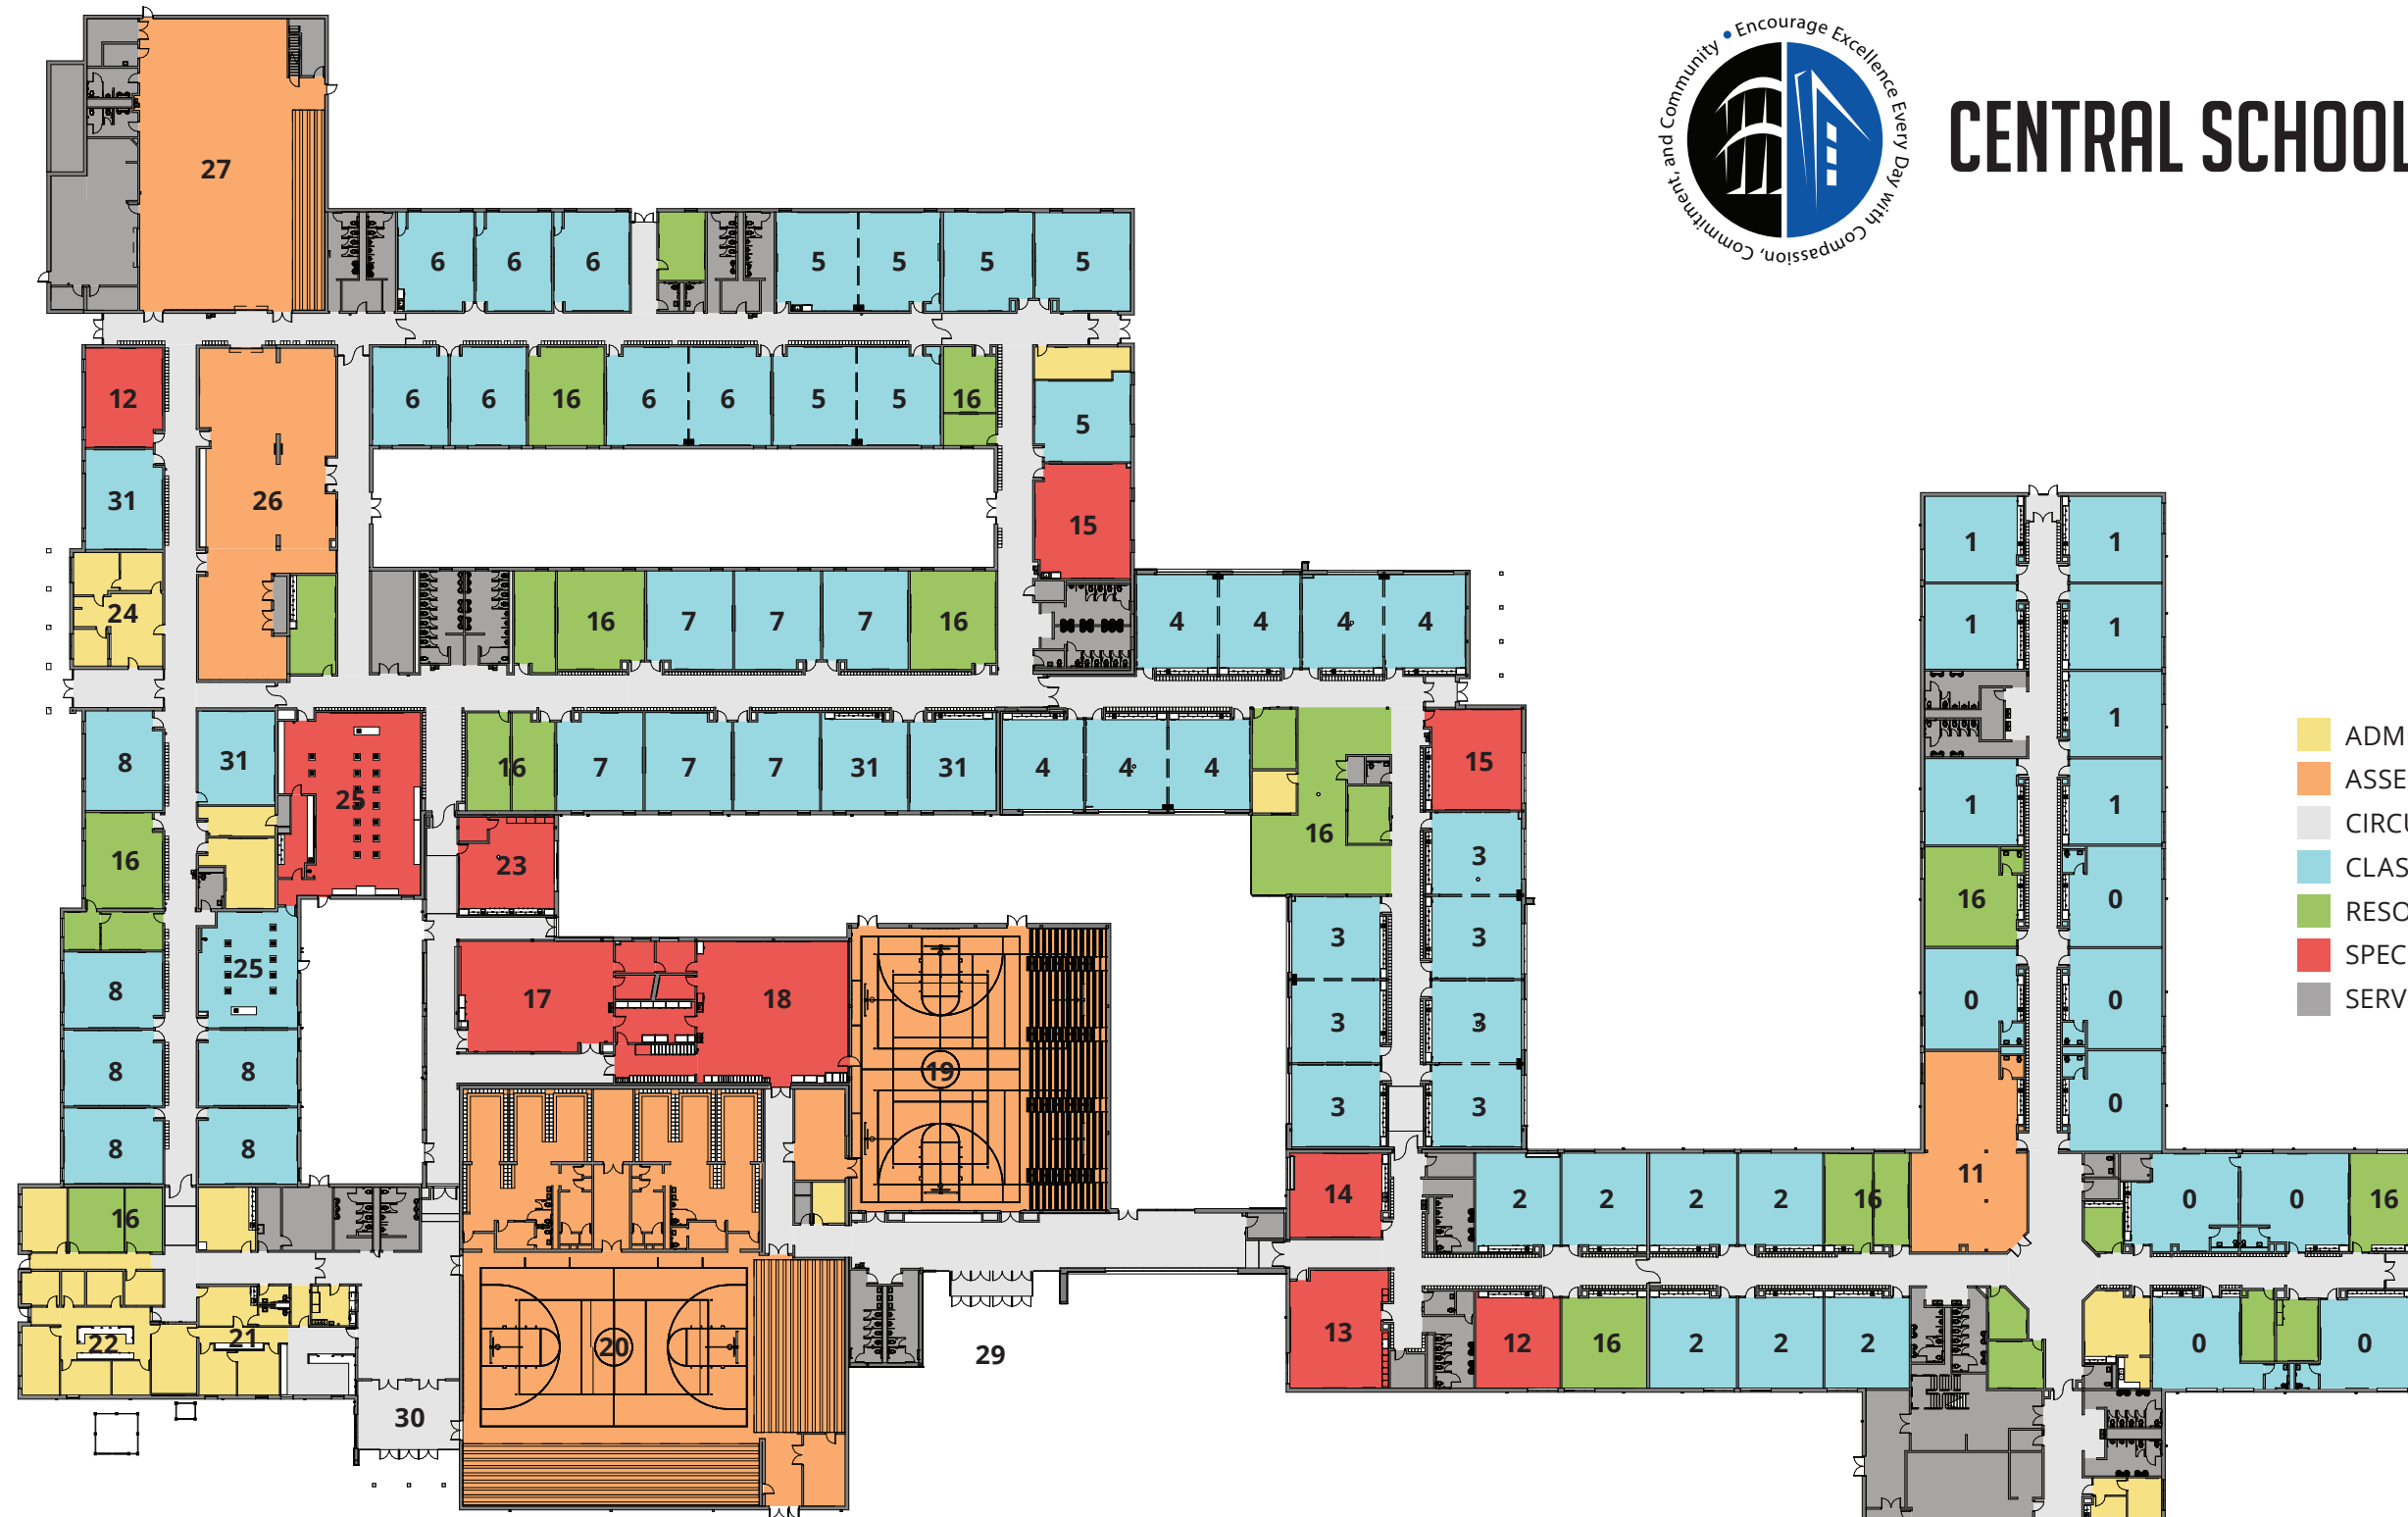 • Encourage Excellence Every Day with Compassion, Commitment, and Community
CENTRAL SCHOOL
27
6 6 6 5 5 5 5
12 6 6 16 6 6 5 5 16 5
31 26 15
1 1
24 16 7 7 7 16 4 4 4 4 1 1
1
8 31 25 16 7 7 7 31 31 4 4 4 15 1 1
16 23 16 3
16 0
25 3 3
8 17 18 3 3 0 0
8 8 19
8 8 3 3 0
16 14 2 2 2 2 16 11 0 0 16
22 21 20 29 13 12 16 2 2 2 0 0
30
ADM
ASSE
CIRCU
CLAS
RESO
SPEC
SERV